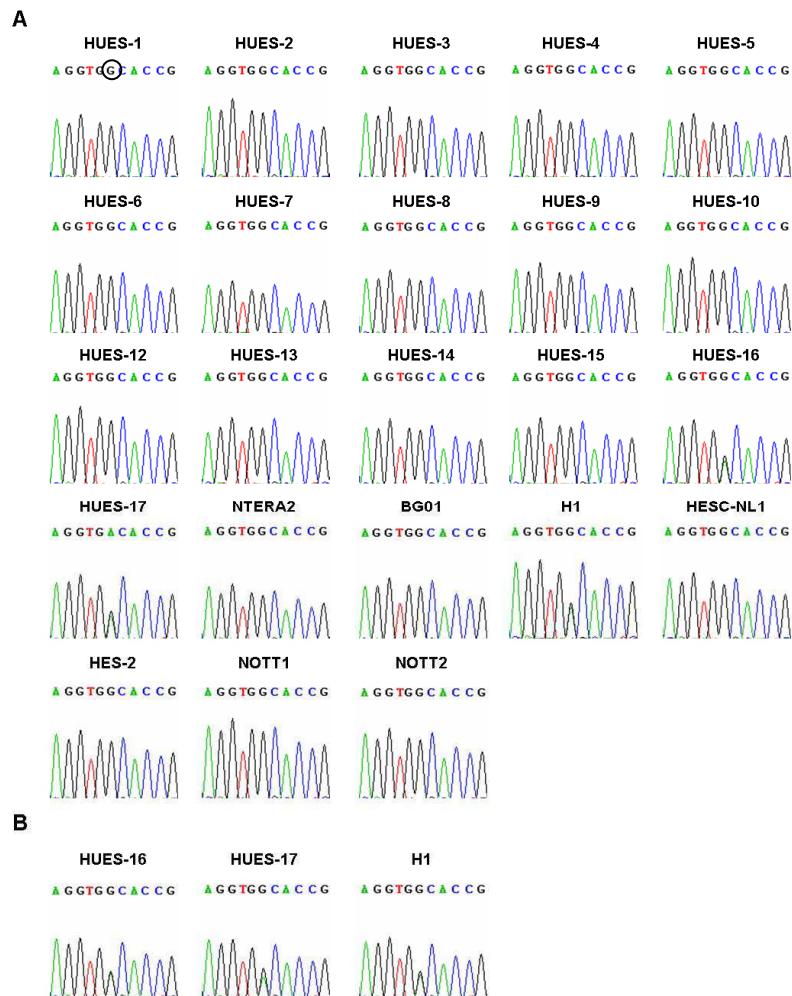 A
HUES-1 HUES-2 HUES-3 HUES-4 HUES-5
AGGTGGCACCG AGGTGGCACCG AGGTGGCACCG AGGTGGCACCG AGGTGGCACCG
HUES-6 HUES-7 HUES-8 HUES-9 HUES-10
AGGTGGCACCG AGGTGGCACCG AGGTGGCACCG AGGTGGCACCG AGGTGGCACCG
HUES-12 HUES-13 HUES-14 HUES-15 HUES-16
AGGTGGCACCG AGGTGGCACCG AGGTGGCACCG AGGTGGCACCG AGGTGGCACCG
HUES-17 NTERA2 BG01 H1 HESC-NL1
AGGTGACACCG AGGTGGCACCG AGGTGGCACCG AGGTGGCACCG AGGTGGCACCG
HES-2 NOTT1 NOTT2
AGGTGGCACCG AGGTGGCACCG AGGTGGCACCG
B
HUES-16 HUES-17 H1
AGGTGGCACCG AGGTGGCACCG AGGTGGCACCG